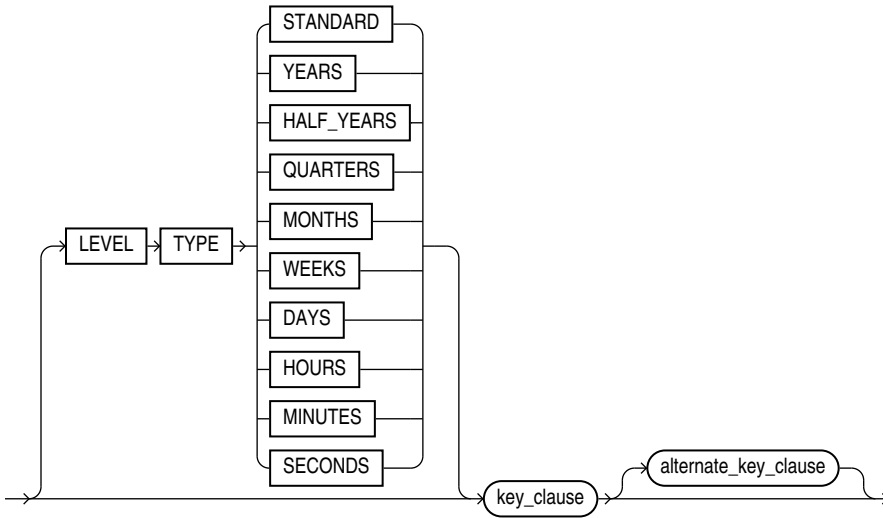 STANDARD
YEARS
HALF_YEARS
QUARTERS
MONTHS
LEVEL TYPE
WEEKS
DAYS
HOURS
MINUTES
SECONDS
alternate_key_clause
key_clause